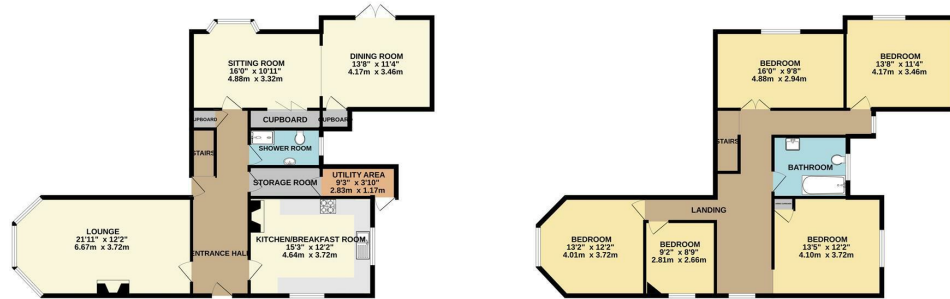 SITTING ROOM
16'0" x 10'11"
4.88m x 3.32m
DINING ROOM
13'8" x 11'4"
4.17m x 3.46m
CUPBOARD
CUPBOARD
STAIRS
SHOWER ROOM
STORAGE ROOM
UTILITY AREA
9'3" x 3'10"
2.83m x 1.17m
LOUNGE
21'11" x 12'2"
6.67m x 3.72m
ENTRANCE HALL
KITCHEN/BREAKFAST ROOM
15'3" x 12'2"
4.64m x 3.72m
BEDROOM
16'0" x 9'8"
4.88m x 2.94m
BEDROOM
13'8" x 11'4"
4.17m x 3.46m
STAIRS
BATHROOM
LANDING
BEDROOM
13'2" x 12'2"
4.01m x 3.72m
BEDROOM
9'2" x 8'9"
2.81m x 2.66m
BEDROOM
13'5" x 12'2"
4.10m x 3.72m